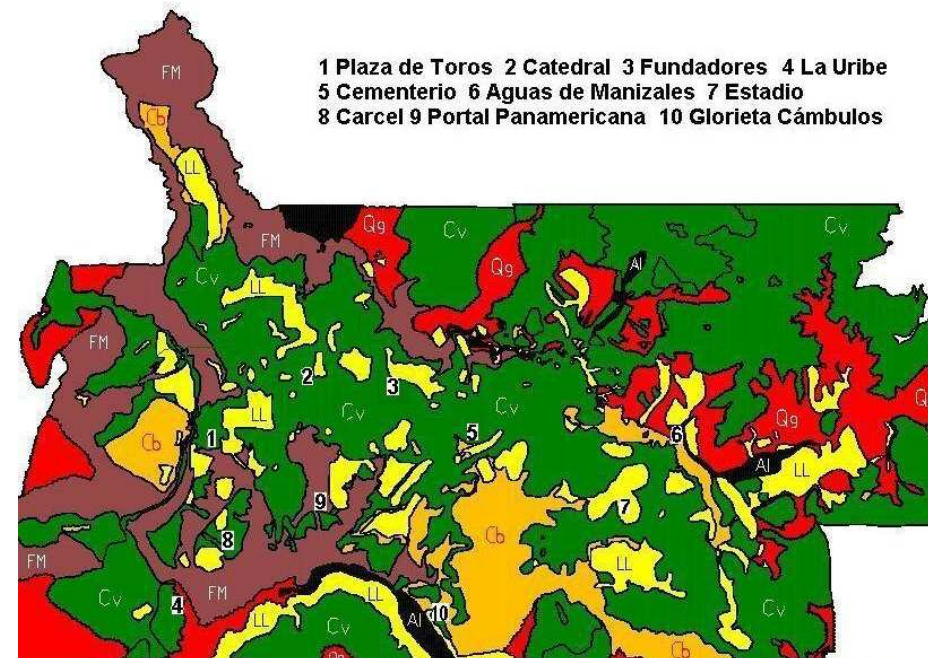 1 Plaza de Toros 2 Catedral 3 Fundadores 4 La Uribe
5 Cementerio 6 Aguas de Manizales 7 Estadio
8 Carcel 9 Portal Panamericana 10 Glorieta Cámbulos
FM
Cb
LL
FM
Qg
Cv
Cv
Qg
Al
Cv
LL
FM
2
3
LL
Cv
Cv
Q
Cb
1
5
6
Qg
Al
LL
9
7
8
Cb
FM
LL
Cv
4
FM
LL
LL
Al
10
Cv
Cv
Cb
Qg